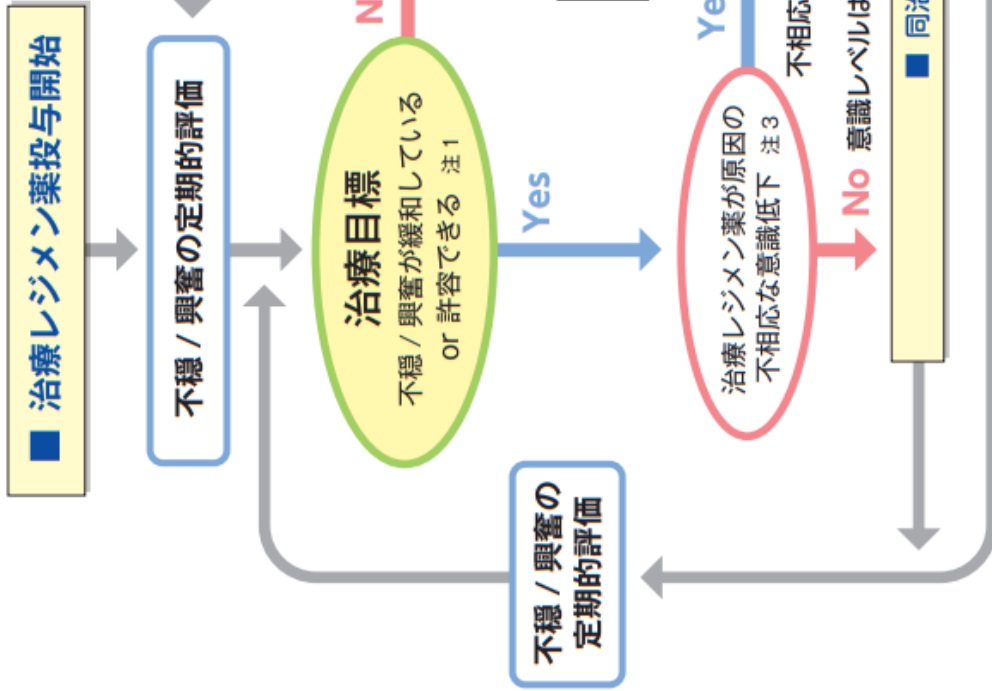 ■ 治療レジメン薬投与開始
不穏 / 興奮の定期的評価
治療目標
不穏 / 興奮が緩和している
or 許容できる 注1
N
Yes
治療レジメン薬が原因の
不相応な意識低下 注3
Ye
不相応
No 意識レベルは
■ 同治
不穏 / 興奮の
定期的評価